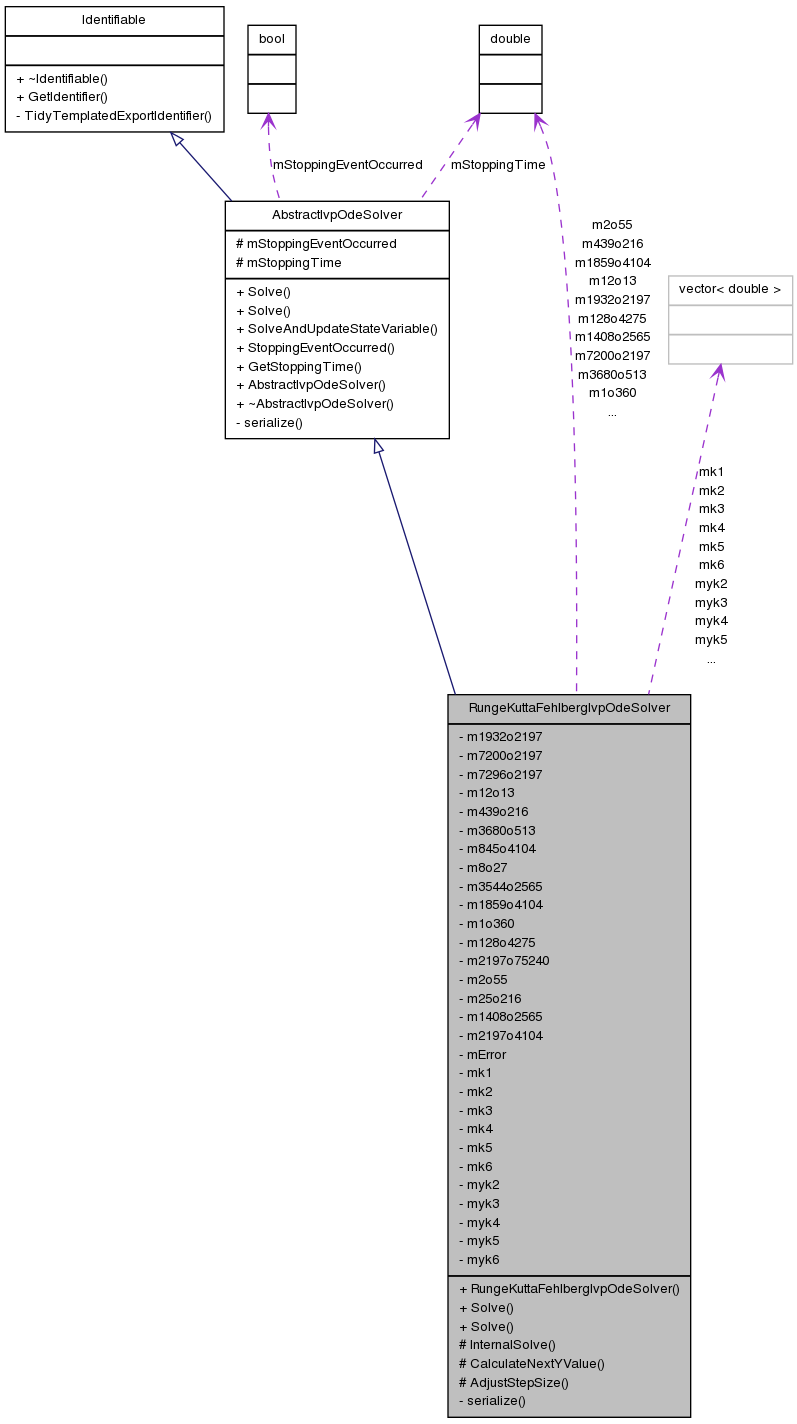 Identifiable
+ ~Identifiable()
+ GetIdentifier()
- TidyTemplatedExportIdentifier()
bool
double
mStoppingEventOccurred
mStoppingTime
AbstractIvpOdeSolver
# mStoppingEventOccurred
# mStoppingTime
+ Solve()
+ Solve()
+ SolveAndUpdateStateVariable()
+ StoppingEventOccurred()
+ GetStoppingTime()
+ AbstractIvpOdeSolver()
+ ~AbstractIvpOdeSolver()
- serialize()
m2o55
m439o216
m1859o4104
m12o13
m1932o2197
m128o4275
m1408o2565
m7200o2197
m3680o513
m1o360
...
vector< double >
mk1
mk2
mk3
mk4
mk5
mk6
myk2
myk3
myk4
myk5
...
RungeKuttaFehlbergIvpOdeSolver
- m1932o2197
- m7200o2197
- m7296o2197
- m12o13
- m439o216
- m3680o513
- m845o4104
- m8o27
- m3544o2565
- m1859o4104
- m1o360
- m128o4275
- m2197o75240
- m2o55
- m25o216
- m1408o2565
- m2197o4104
- mError
- mk1
- mk2
- mk3
- mk4
- mk5
- mk6
- myk2
- myk3
- myk4
- myk5
- myk6
+ RungeKuttaFehlbergIvpOdeSolver()
+ Solve()
+ Solve()
# InternalSolve()
# CalculateNextYValue()
# AdjustStepSize()
- serialize()